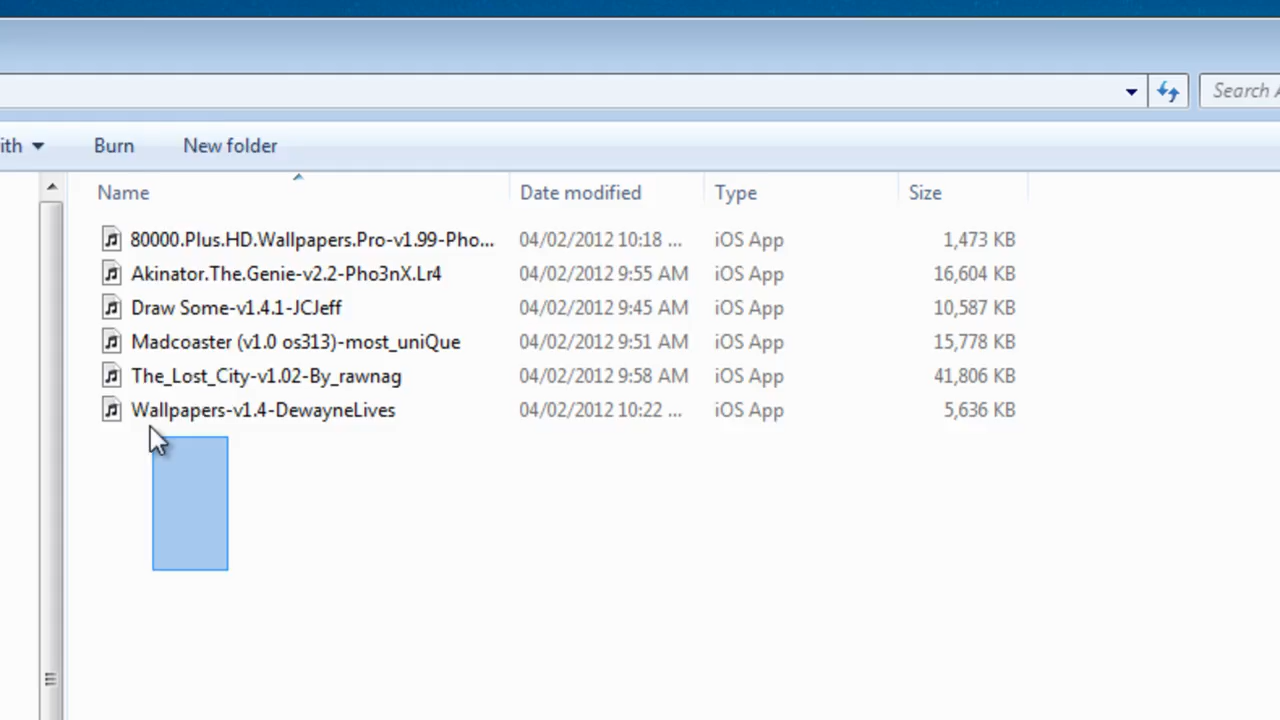 Search A
ith Burn New folder
Name Date modified Type Size
80000.Plus.HD.Wallpapers.Pro-v1.99-Pho... 04/02/2012 10:18 ... iOS App 1,473 KB
Akinator.The.Genie-v2.2-Pho3nX.Lr4 04/02/2012 9:55 AM iOS App 16,604 KB
Draw Some-v1.4.1-JCJeff 04/02/2012 9:45 AM iOS App 10,587 KB
Madcoaster (v1.0 os313)-most_uniQue 04/02/2012 9:51 AM iOS App 15,778 KB
The_Lost_City-v1.02-By_rawnag 04/02/2012 9:58 AM iOS App 41,806 KB
Wallpapers-v1.4-DewayneLives 04/02/2012 10:22 ... iOS App 5,636 KB